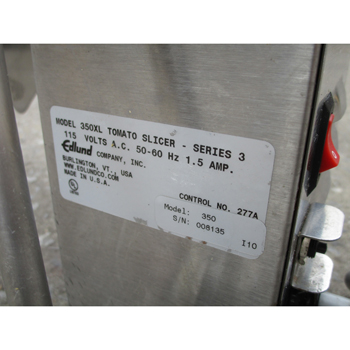 MODEL 350XL TOMATO SLICER - SERIES 3
115 VOLTS A.C. 50-60 Hz 1.5 AMP.
Edlund COMPANY, INC.
BURLINGTON, VT., USA
WWW.EDLUNDCO.COM
MADE IN U.S.A.
CONTROL NO. 277A
Model: 350
S/N: 008135
I10